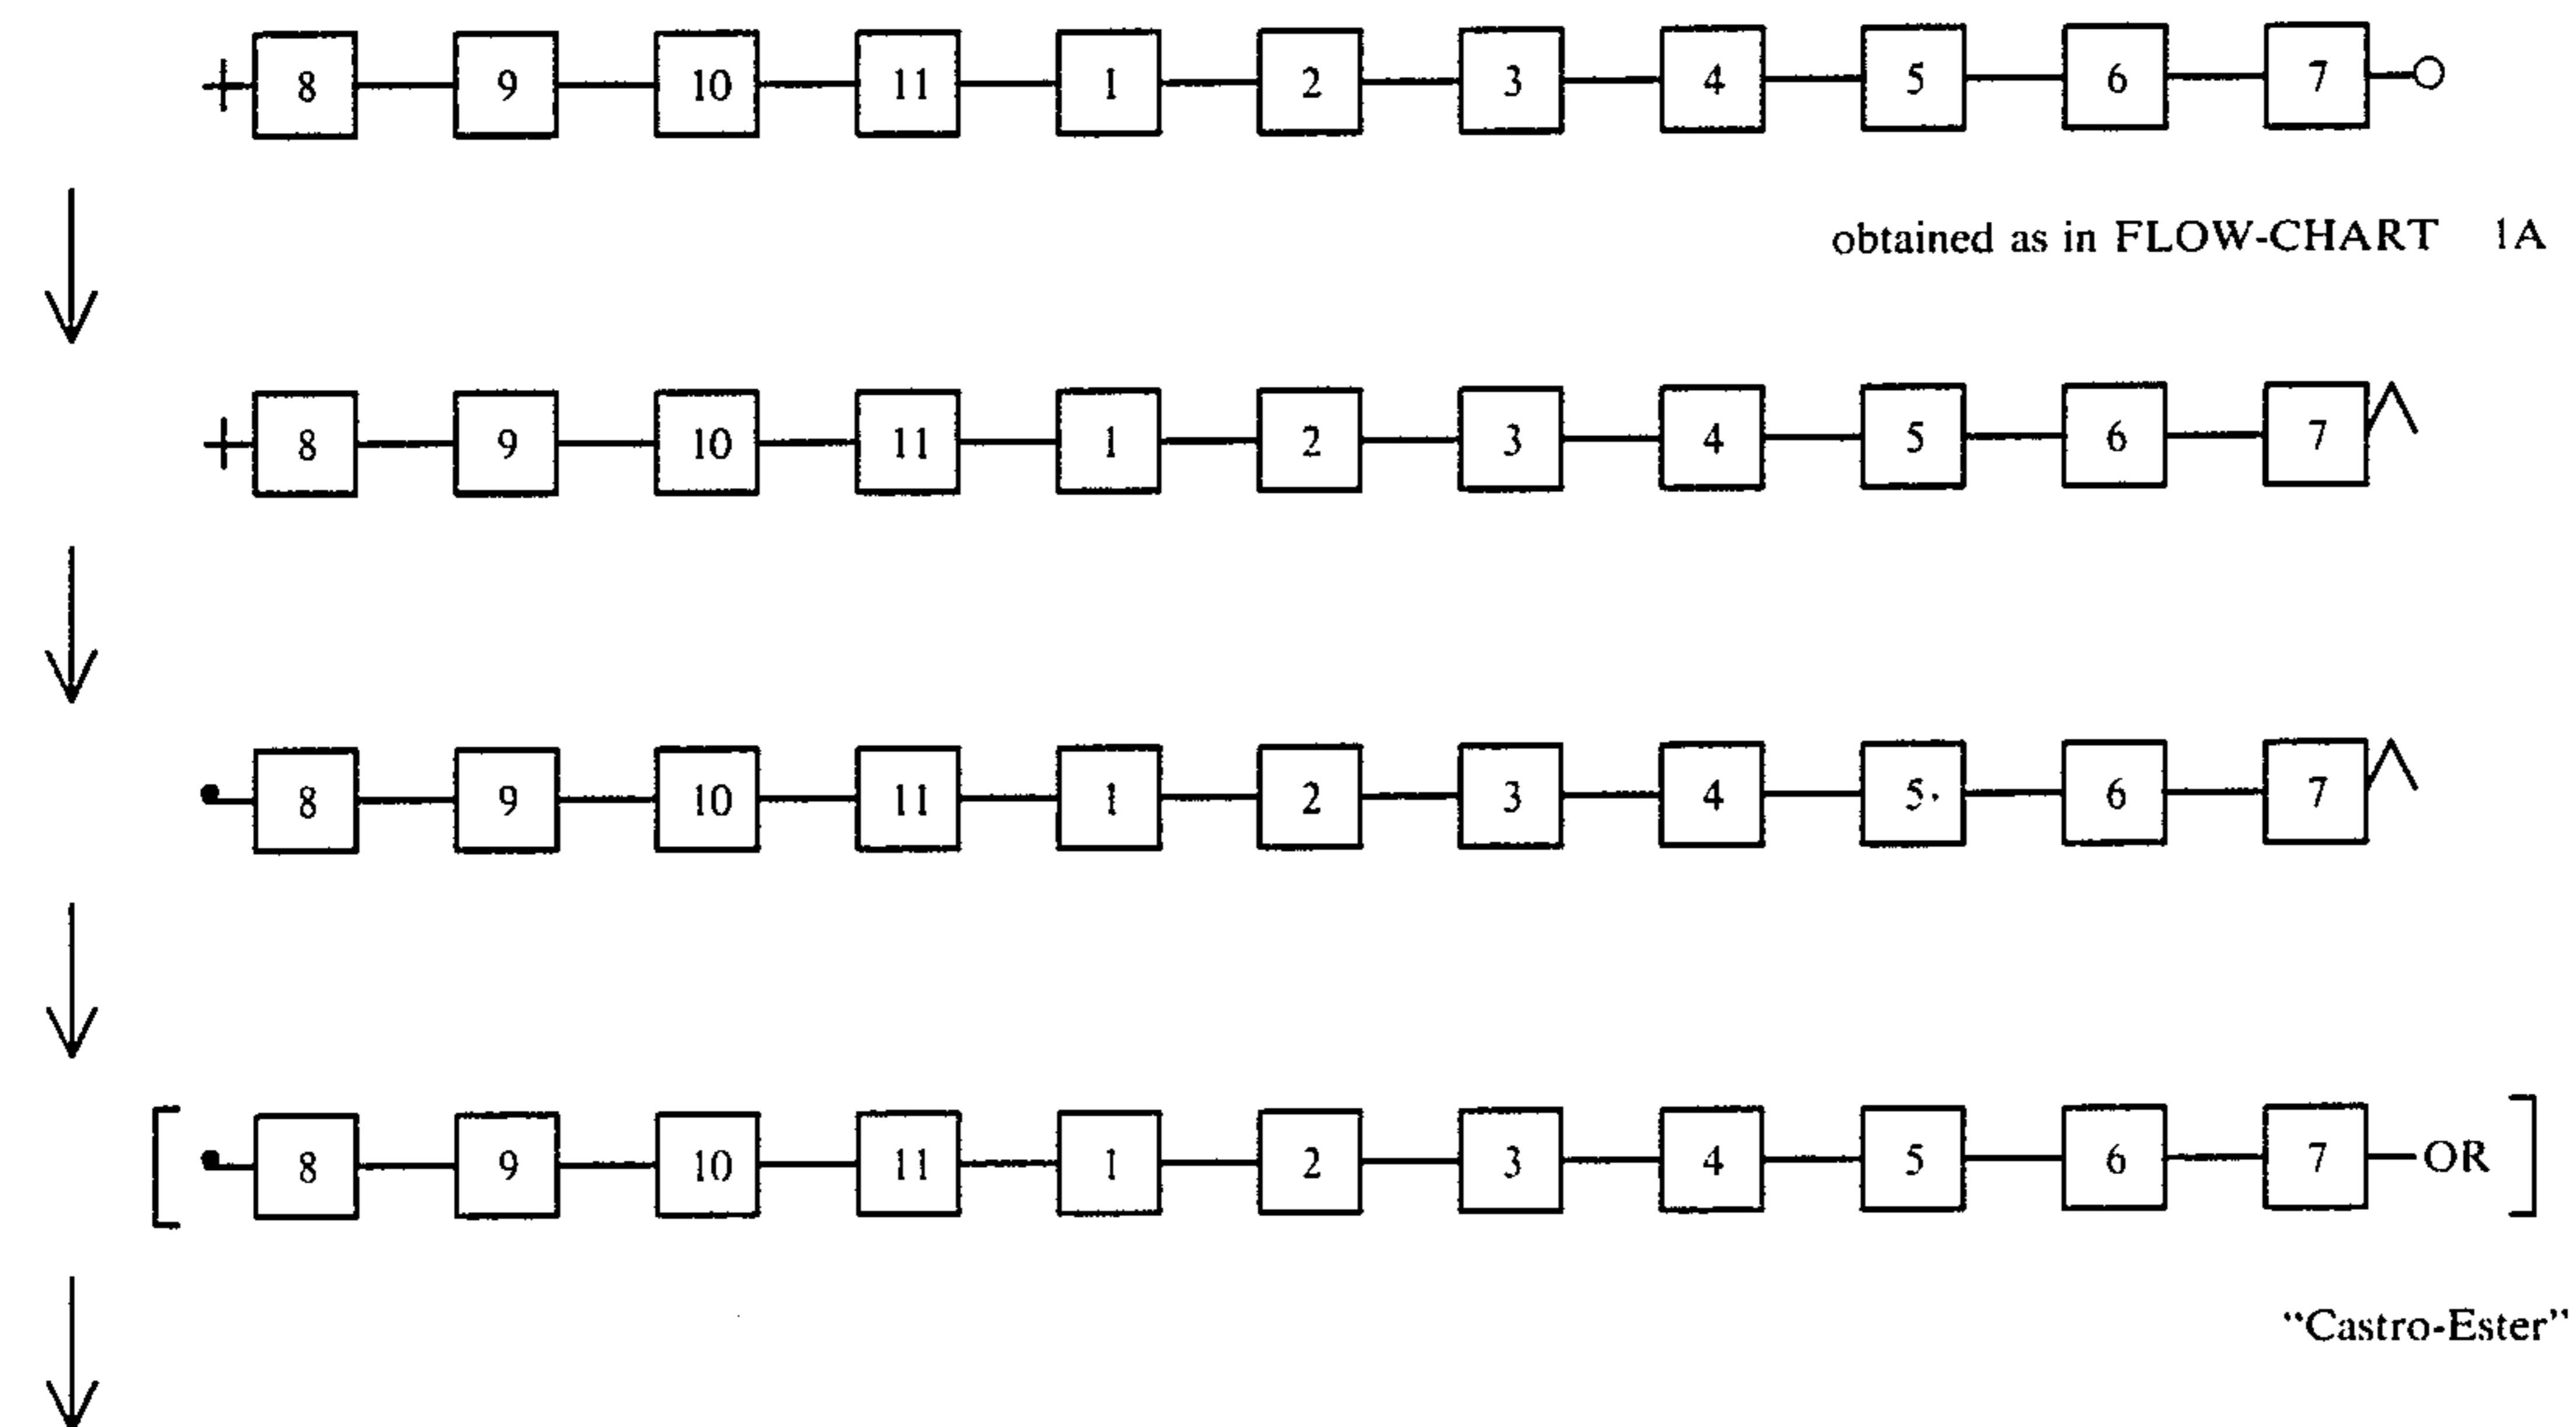 8 9 10 11 1 2 3 4 5 6 7
obtained as in FLOW-CHART 1A
8 9 10 11 1 2 3 4 5 6 7
8 9 10 11 1 2 3 4 5. 6 7
[ 8 9 10 11 1 2 3 4 5 6 7 OR ]
"Castro-Ester"